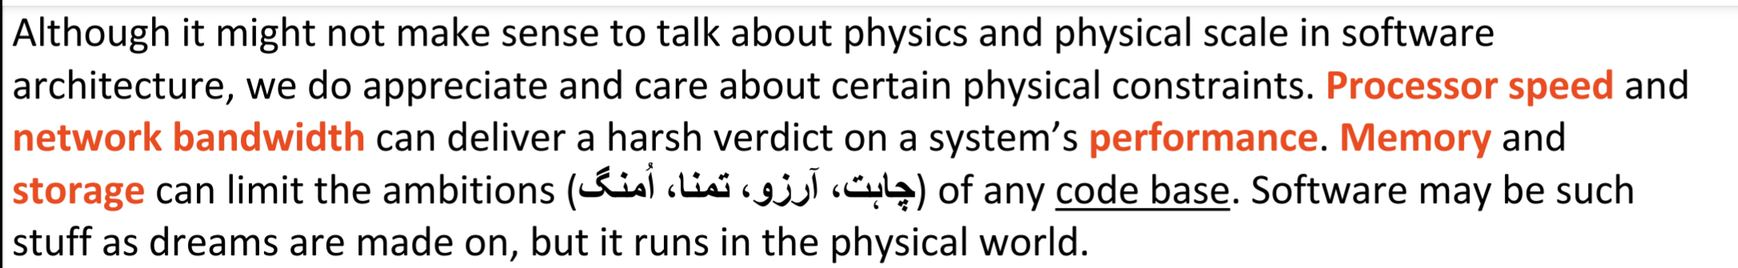 Although it might not make sense to talk about physics and physical scale in software
architecture, we do appreciate and care about certain physical constraints. Processor speed and
network bandwidth can deliver a harsh verdict on a system’s performance. Memory and
storage can limit the ambitions (چاہت، آرزو، تمنا، اُمنگ) of any code base. Software may be such
stuff as dreams are made on, but it runs in the physical world.